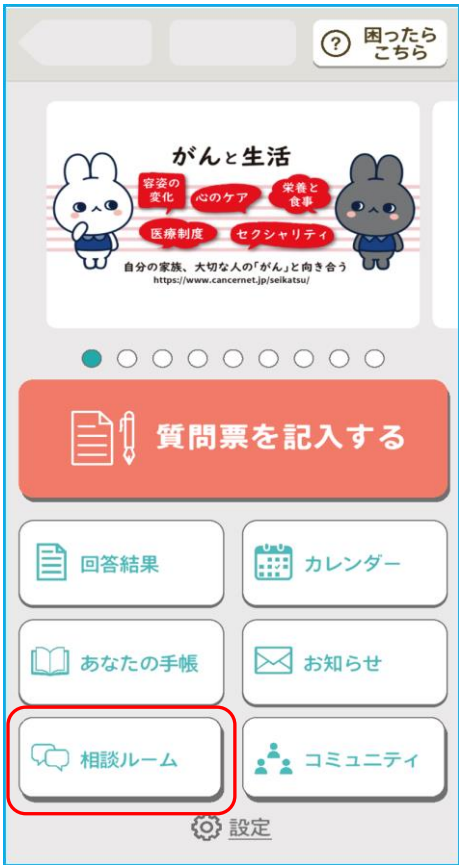 困ったら
こちら
がんと生活
容姿の
変化
心のケア
栄養と
食事
医療制度
セクシャリティ
自分の家族、大切な人の「がん」と向き合う
https://www.cancernet.jp/seikatsu/
質問票を記入する
回答結果
カレンダー
あなたの手帳
お知らせ
相談ルーム
コミュニティ
設定